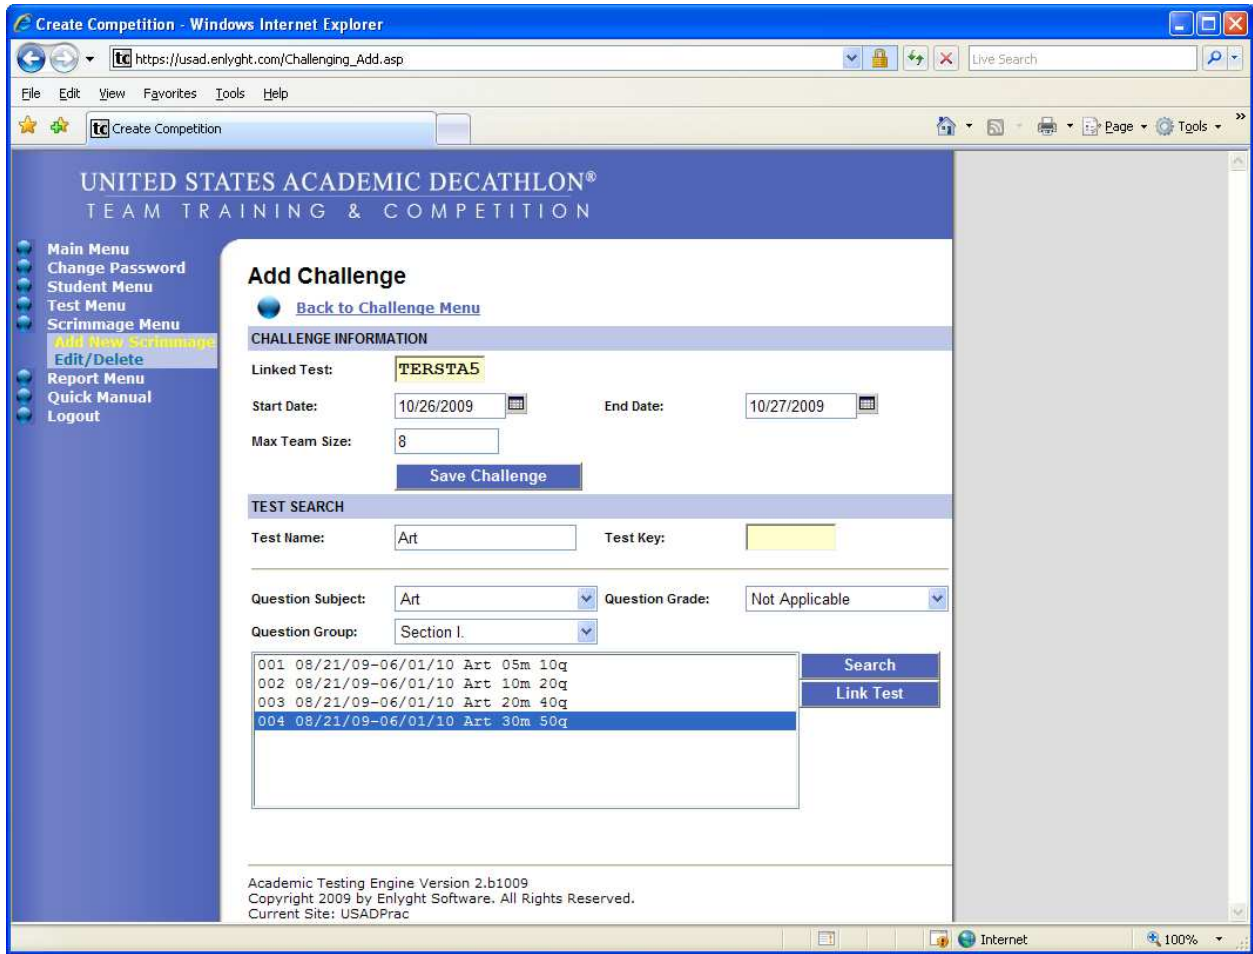 Create Competition - Windows Internet Explorer
tc https://usad.enlyght.com/Challenging_Add.asp Live Search
File Edit View Favorites Tools Help
tc Create Competition Page Tools »
UNITED STATES ACADEMIC DECATHLON®
TEAM TRAINING & COMPETITION
Main Menu
Change Password
Student Menu
Test Menu
Scrimmage Menu
Add New Scrimmage
Edit/Delete
Report Menu
Quick Manual
Logout
Add Challenge
Back to Challenge Menu
CHALLENGE INFORMATION
Linked Test: TERSTA5
Start Date: 10/26/2009 End Date: 10/27/2009
Max Team Size: 8
Save Challenge
TEST SEARCH
Test Name: Art Test Key:
Question Subject: Art Question Grade: Not Applicable
Question Group: Section I.
001 08/21/09-06/01/10 Art 05m 10q
002 08/21/09-06/01/10 Art 10m 20q
003 08/21/09-06/01/10 Art 20m 40q
004 08/21/09-06/01/10 Art 30m 50q
Search
Link Test
Academic Testing Engine Version 2.b1009
Copyright 2009 by Enlyght Software. All Rights Reserved.
Current Site: USADPrac
Internet 100%